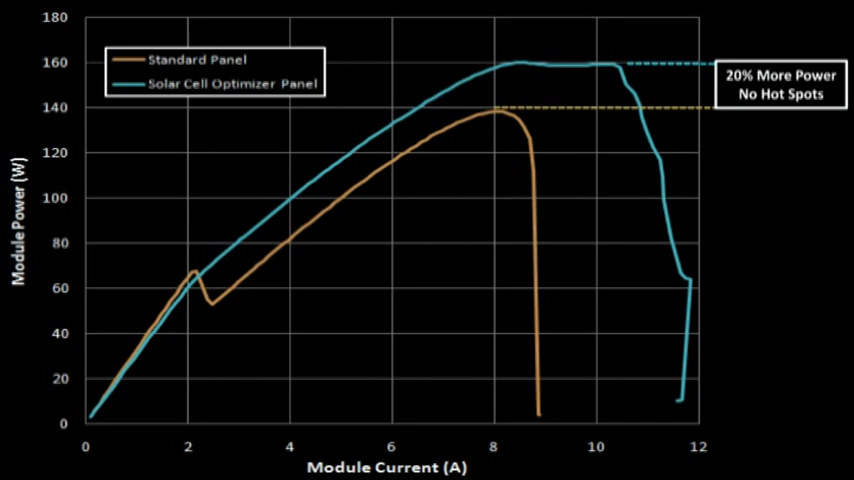 180
160
140
120
100
80
60
40
20
0
Module Power (W)
Standard Panel
Solar Cell Optimizer Panel
20% More Power
No Hot Spots
0 2 4 6 8 10 12
Module Current (A)